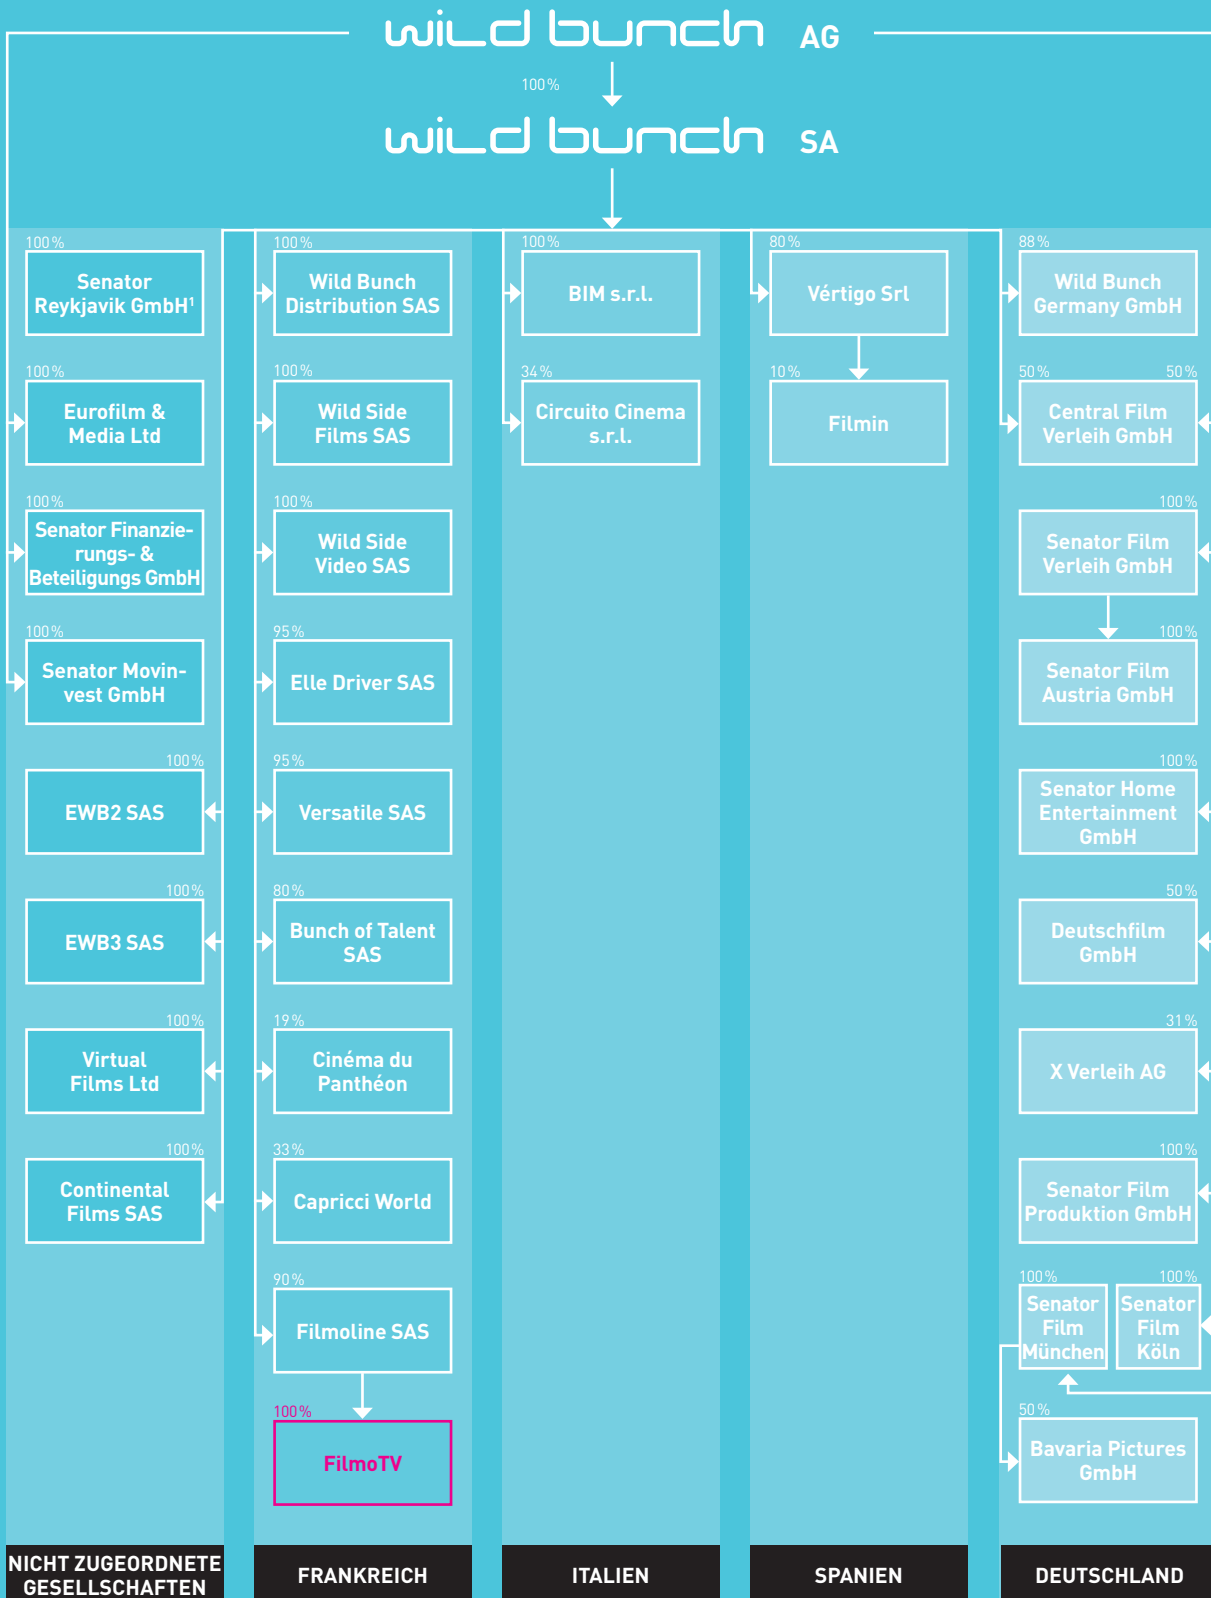 wild bunch AG
100%
wild bunch SA
100%
Senator
Reykjavik GmbH¹
100%
Eurofilm &
Media Ltd
100%
Senator Finanzie-
rungs- &
Beteiligungs GmbH
100%
Senator Movin-
vest GmbH
100%
EWB2 SAS
100%
EWB3 SAS
100%
Virtual
Films Ltd
100%
Continental
Films SAS
NICHT ZUGEORDNETE
GESELLSCHAFTEN
100%
Wild Bunch
Distribution SAS
100%
Wild Side
Films SAS
100%
Wild Side
Video SAS
95%
Elle Driver SAS
95%
Versatile SAS
80%
Bunch of Talent
SAS
19%
Cinéma du
Panthéon
33%
Capricci World
90%
Filmoline SAS
100%
FilmoTV
FRANKREICH
100%
BIM s.r.l.
34%
Circuito Cinema
s.r.l.
ITALIEN
80%
Vértigo Srl
10%
Filmin
SPANIEN
88%
Wild Bunch
Germany GmbH
50% 50%
Central Film
Verleih GmbH
100%
Senator Film
Verleih GmbH
100%
Senator Film
Austria GmbH
100%
Senator Home
Entertainment
GmbH
50%
Deutschfilm
GmbH
31%
X Verleih AG
100%
Senator Film
Produktion GmbH
100%
Senator
Film
München
100%
Senator
Film
Köln
50%
Bavaria Pictures
GmbH
DEUTSCHLAND